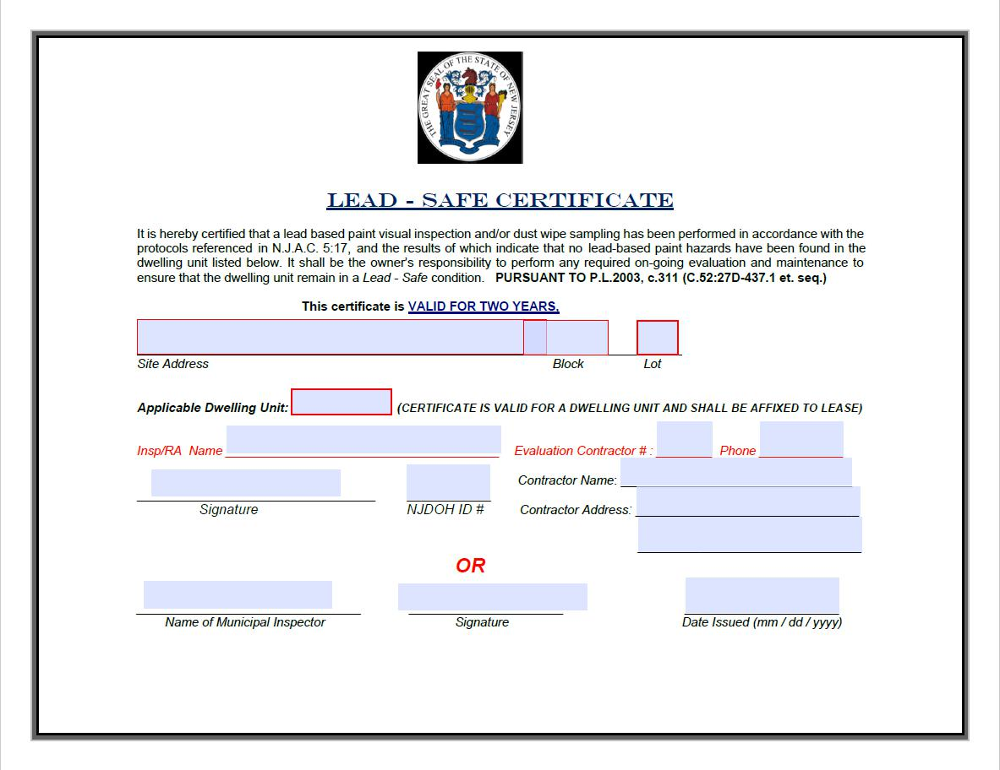 THE GREAT SEAL OF THE STATE OF NEW JERSEY
LEAD - SAFE CERTIFICATE
It is hereby certified that a lead based paint visual inspection and/or dust wipe sampling has been performed in accordance with the
protocols referenced in N.J.A.C. 5:17, and the results of which indicate that no lead-based paint hazards have been found in the
dwelling unit listed below. It shall be the owner's responsibility to perform any required on-going evaluation and maintenance to
ensure that the dwelling unit remain in a Lead - Safe condition. PURSUANT TO P.L.2003, c.311 (C.52:27D-437.1 et. seq.)
This certificate is VALID FOR TWO YEARS,
Site Address Block Lot
Applicable Dwelling Unit: (CERTIFICATE IS VALID FOR A DWELLING UNIT AND SHALL BE AFFIXED TO LEASE)
Insp/RA Name Evaluation Contractor # : Phone
Contractor Name:
Signature NJDOH ID # Contractor Address:
OR
Name of Municipal Inspector Signature Date Issued (mm / dd / yyyy)